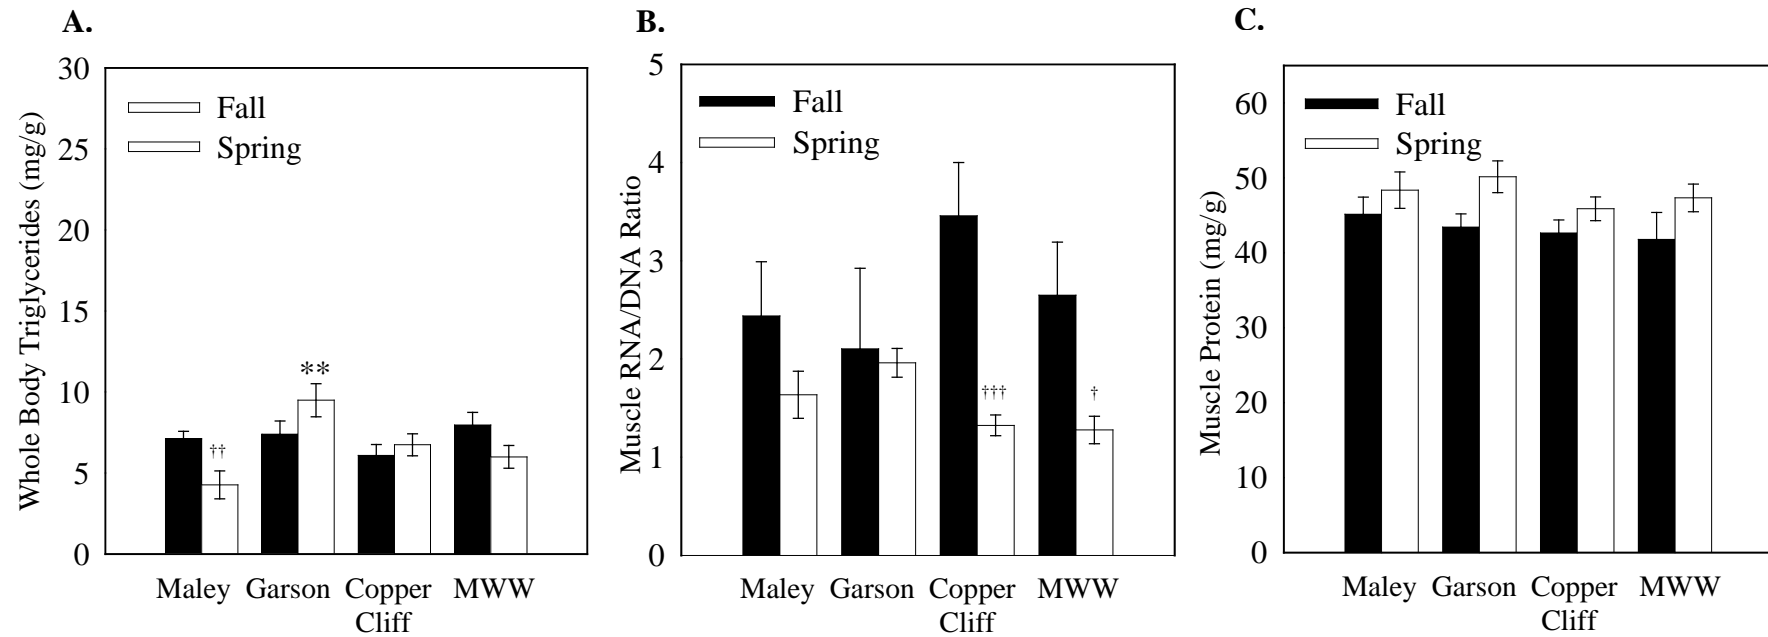 A.
Whole Body Triglycerides (mg/g)
30
25
20
15
10
5
0
Fall
Spring
††
**
Maley Garson Copper MWW
Cliff
B.
Muscle RNA/DNA Ratio
5
4
3
2
1
0
Fall
Spring
†††
†
Maley Garson Copper MWW
Cliff
C.
Muscle Protein (mg/g)
60
50
40
30
20
10
0
Fall
Spring
Maley Garson Copper MWW
Cliff